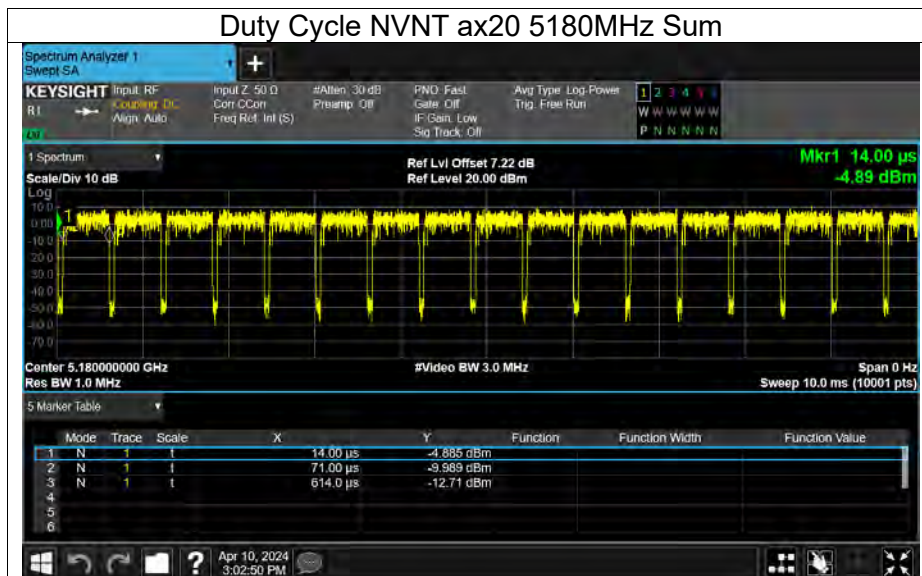 Duty Cycle NVNT ax20 5180MHz Sum
Spectrum Analyzer 1
Swept SA
+
KEYSIGHT Input: RF Input Z: 50 Ω #Atten: 30 dB PNO: Fast Avg Type: Log-Power 1 2 3 4 5 6
R L Coupling: DC Corr CCorr Preamp: Off Gate: Off Trig: Free Run W W W W W W
Align: Auto Freq Ref: Int (S) IF Gain: Low P N N N N N
Sig Track: Off
1 Spectrum Ref Lvl Offset 7.22 dB Mkr1 14.00 µs
Scale/Div 10 dB Ref Level 20.00 dBm -4.89 dBm
Log
10.0
1
0.00
-10.0
-20.0
-30.0
-40.0
-50.0
-60.0
-70.0
Center 5.180000000 GHz #Video BW 3.0 MHz Span 0 Hz
Res BW 1.0 MHz Sweep 10.0 ms (10001 pts)
5 Marker Table
Mode Trace Scale X Y Function Function Width Function Value
1 N 1 t 14.00 µs -4.885 dBm
2 N 1 t 71.00 µs -9.989 dBm
3 N 1 t 614.0 µs -12.71 dBm
4
5
6
? Apr 10, 2024
3:02:50 PM